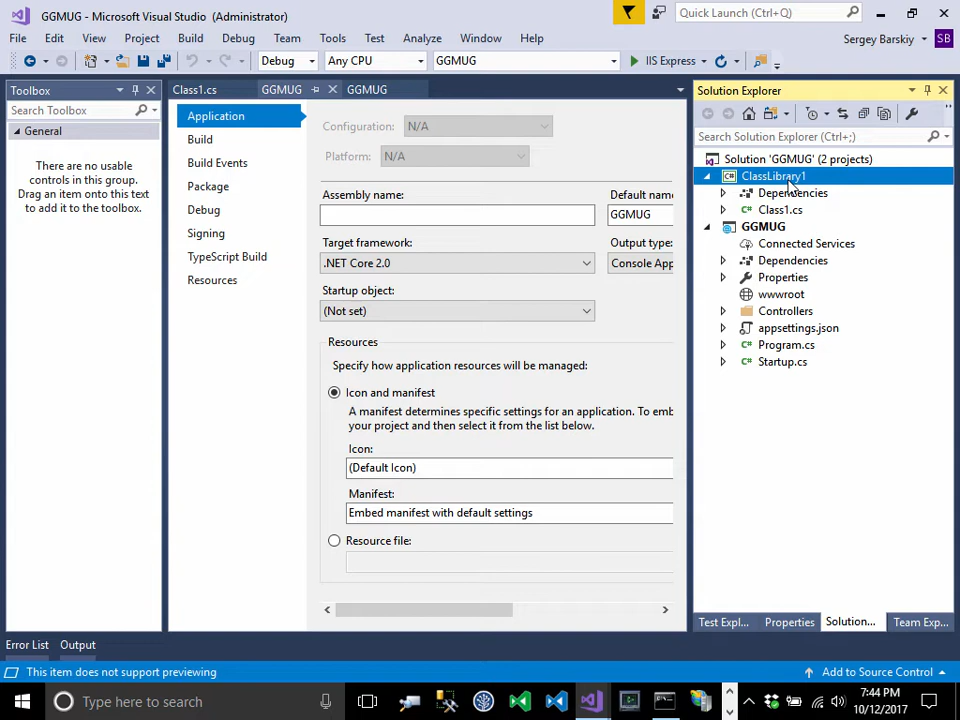 GGMUG - Microsoft Visual Studio (Administrator)
Quick Launch (Ctrl+Q)
File Edit View Project Build Debug Team Tools Test Analyze Window Help
Sergey Barskiy SB
Debug Any CPU GGMUG IIS Express
Toolbox
Search Toolbox
General
There are no usable
controls in this group.
Drag an item onto this text
to add it to the toolbox.
Class1.cs GGMUG GGMUG
Application
Build
Build Events
Package
Debug
Signing
TypeScript Build
Resources
Configuration: N/A
Platform: N/A
Assembly name: Default name
GGMUG
Target framework: Output type:
.NET Core 2.0 Console App
Startup object:
(Not set)
Resources
Specify how application resources will be managed:
Icon and manifest
A manifest determines specific settings for an application. To emb
your project and then select it from the list below.
Icon:
(Default Icon)
Manifest:
Embed manifest with default settings
Resource file:
Solution Explorer
Search Solution Explorer (Ctrl+;)
Solution 'GGMUG' (2 projects)
C# ClassLibrary1
Dependencies
C# Class1.cs
GGMUG
Connected Services
Dependencies
Properties
wwwroot
Controllers
appsettings.json
C# Program.cs
C# Startup.cs
Test Expl... Properties Solution... Team Exp...
Error List Output
This item does not support previewing
Add to Source Control
Type here to search
7:44 PM
10/12/2017